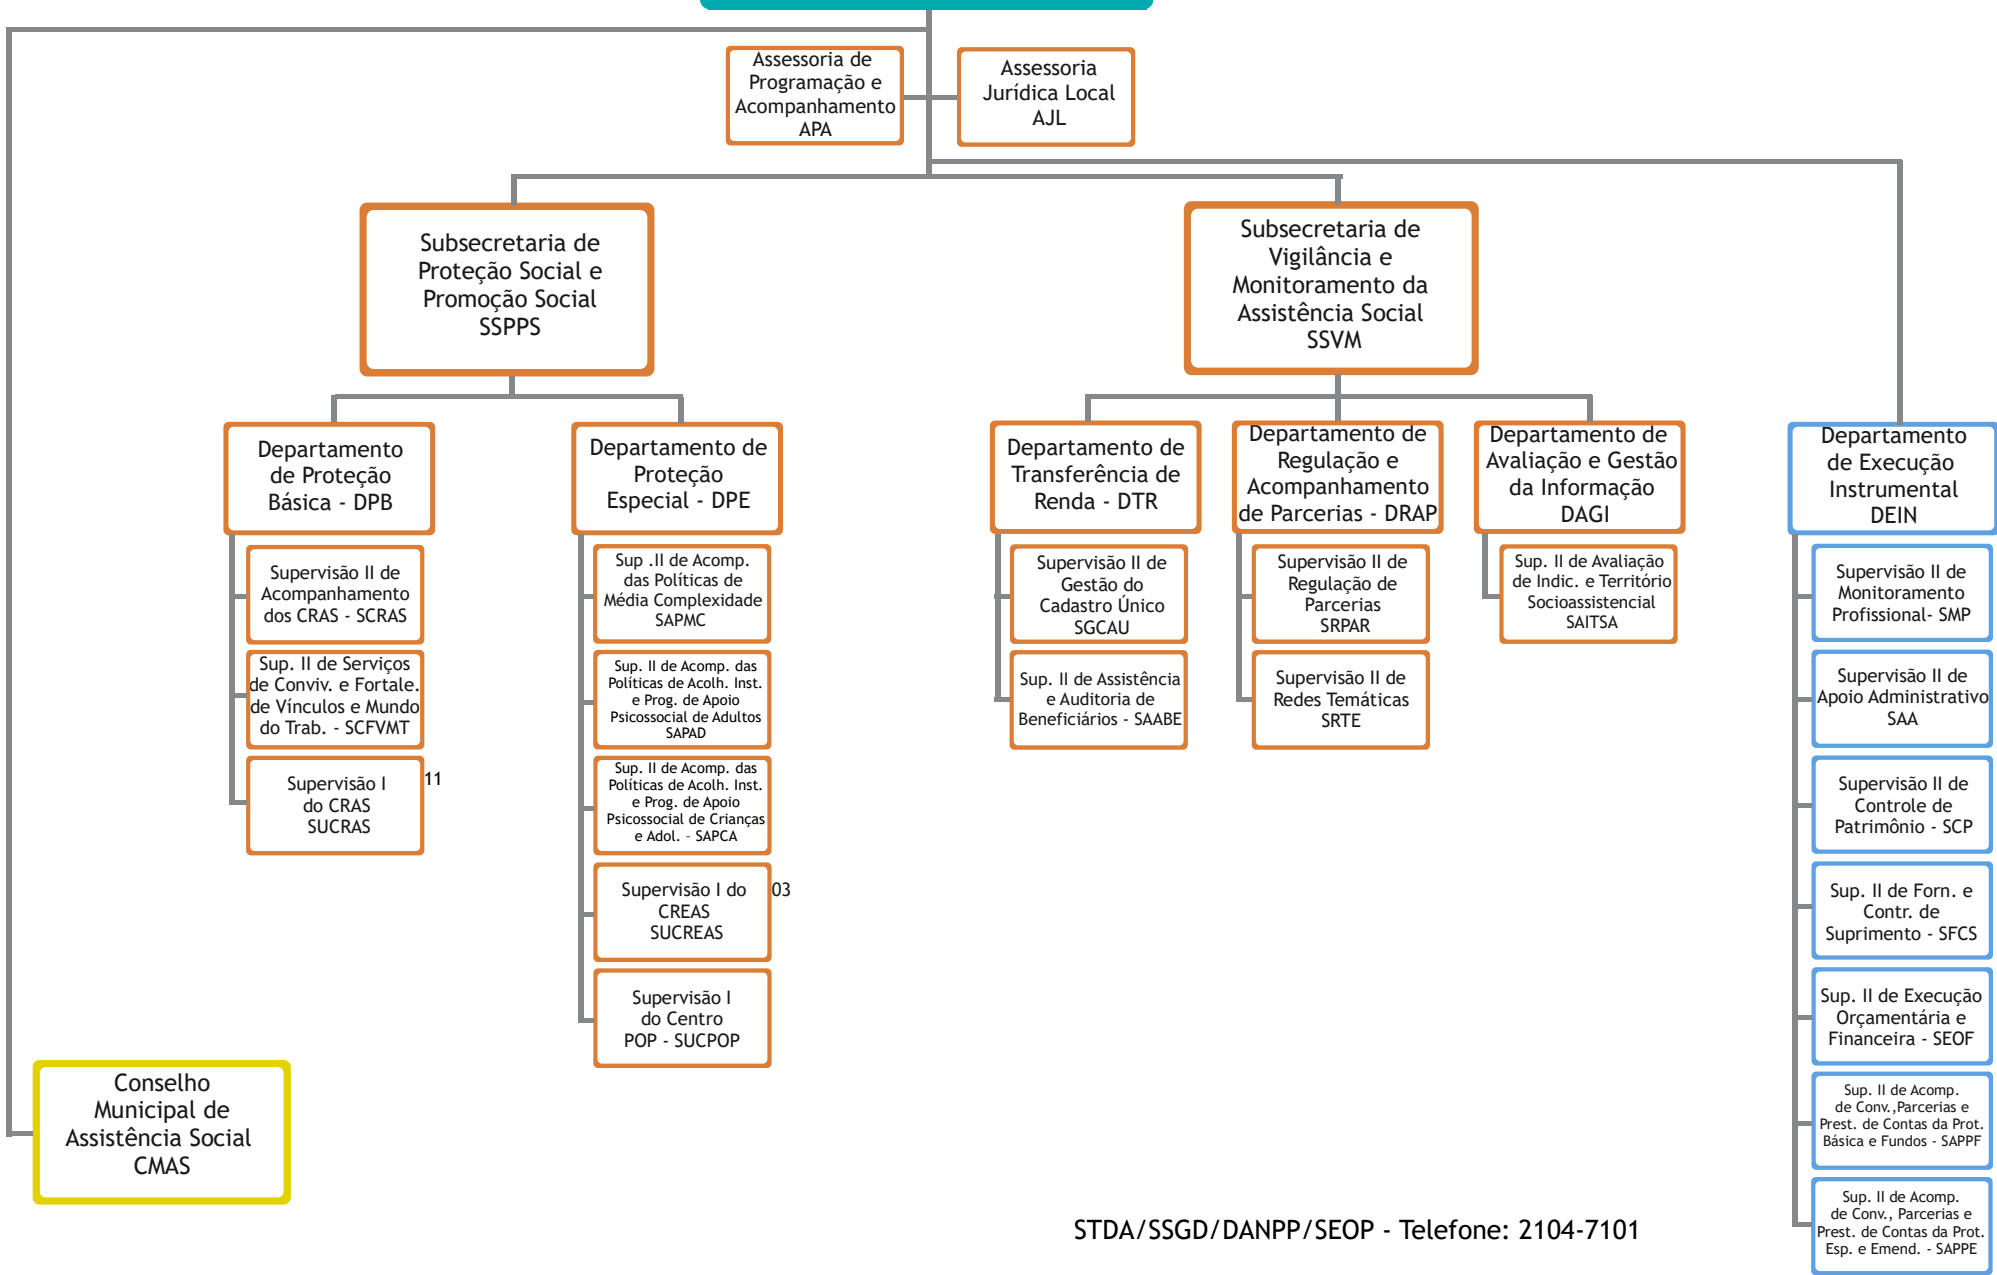 Assessoria de
Programação e
Acompanhamento
APA
Assessoria
Jurídica Local
AJL
Subsecretaria de
Proteção Social e
Promoção Social
SSPPS
Subsecretaria de
Vigilância e
Monitoramento da
Assistência Social
SSVM
Departamento
de Proteção
Básica - DPB
Departamento de
Proteção
Especial - DPE
Departamento de
Transferência de
Renda - DTR
Departamento de
Regulação e
Acompanhamento
de Parcerias - DRAP
Departamento de
Avaliação e Gestão
da Informação
DAGI
Departamento
de Execução
Instrumental
DEIN
Supervisão II de
Acompanhamento
dos CRAS - SCRAS
Sup. II de Serviços
de Conviv. e Fortale.
de Vínculos e Mundo
do Trab. - SCFVMT
Supervisão I
do CRAS
SUCRAS
11
Sup .II de Acomp.
das Políticas de
Média Complexidade
SAPMC
Sup. II de Acomp. das
Políticas de Acolh. Inst.
e Prog. de Apoio
Psicossocial de Adultos
SAPAD
Sup. II de Acomp. das
Políticas de Acolh. Inst.
e Prog. de Apoio
Psicossocial de Crianças
e Adol. - SAPCA
Supervisão I do
CREAS
SUCREAS
03
Supervisão I
do Centro
POP - SUCPOP
Supervisão II de
Gestão do
Cadastro Único
SGCAU
Sup. II de Assistência
e Auditoria de
Beneficiários - SAABE
Supervisão II de
Regulação de
Parcerias
SRPAR
Supervisão II de
Redes Temáticas
SRTE
Sup. II de Avaliação
de Indic. e Território
Socioassistencial
SAITSA
Supervisão II de
Monitoramento
Profissional- SMP
Supervisão II de
Apoio Administrativo
SAA
Supervisão II de
Controle de
Patrimônio - SCP
Sup. II de Forn. e
Contr. de
Suprimento - SFCS
Sup. II de Execução
Orçamentária e
Financeira - SEOF
Sup. II de Acomp.
de Conv.,Parcerias e
Prest. de Contas da Prot.
Básica e Fundos - SAPPF
Sup. II de Acomp.
de Conv., Parcerias e
Prest. de Contas da Prot.
Esp. e Emend. - SAPPE
Conselho
Municipal de
Assistência Social
CMAS
STDA/SSGD/DANPP/SEOP - Telefone: 2104-7101